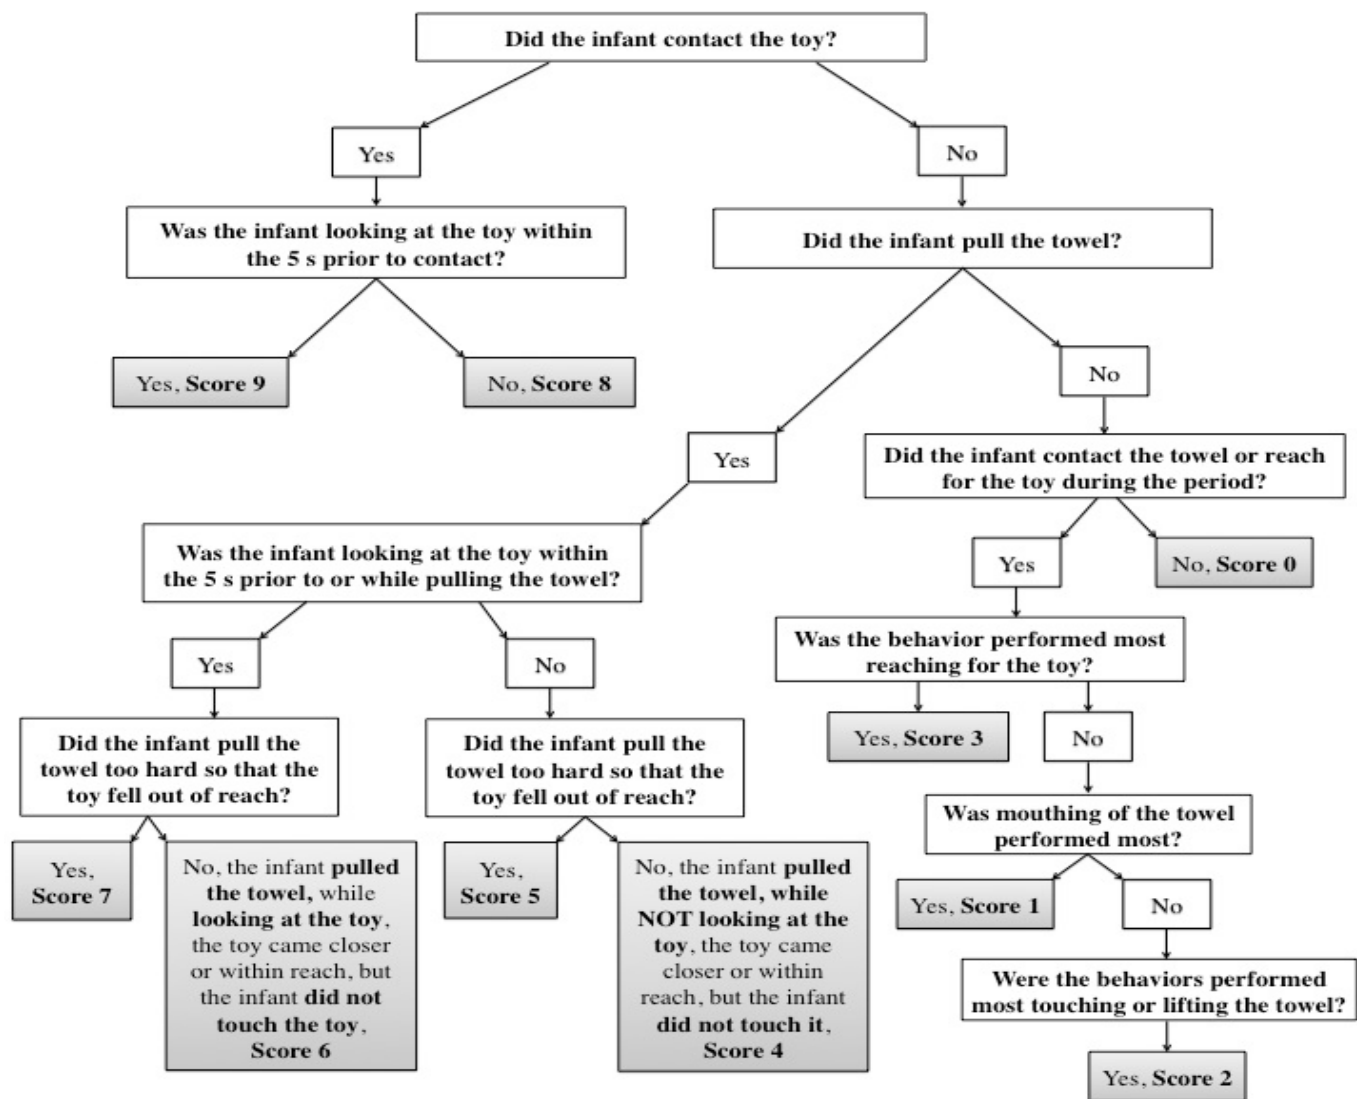 Did the infant contact the toy?
Yes
No
Was the infant looking at the toy within
the 5 s prior to contact?
Did the infant pull the towel?
Yes, Score 9
No, Score 8
No
Yes
Did the infant contact the towel or reach
for the toy during the period?
Was the infant looking at the toy within
the 5 s prior to or while pulling the towel?
Yes
No, Score 0
Yes
No
Was the behavior performed most
reaching for the toy?
Yes, Score 3
No
Did the infant pull the
towel too hard so that the
toy fell out of reach?
Did the infant pull the
towel too hard so that the
toy fell out of reach?
Was mouthing of the towel
performed most?
Yes,
Score 7
No, the infant pulled
the towel, while
looking at the toy,
the toy came closer
or within reach, but
the infant did not
touch the toy,
Score 6
Yes,
Score 5
No, the infant pulled
the towel, while
NOT looking at the
toy, the toy came
closer or within
reach, but the infant
did not touch it,
Score 4
Yes, Score 1
No
Were the behaviors performed
most touching or lifting the towel?
Yes, Score 2